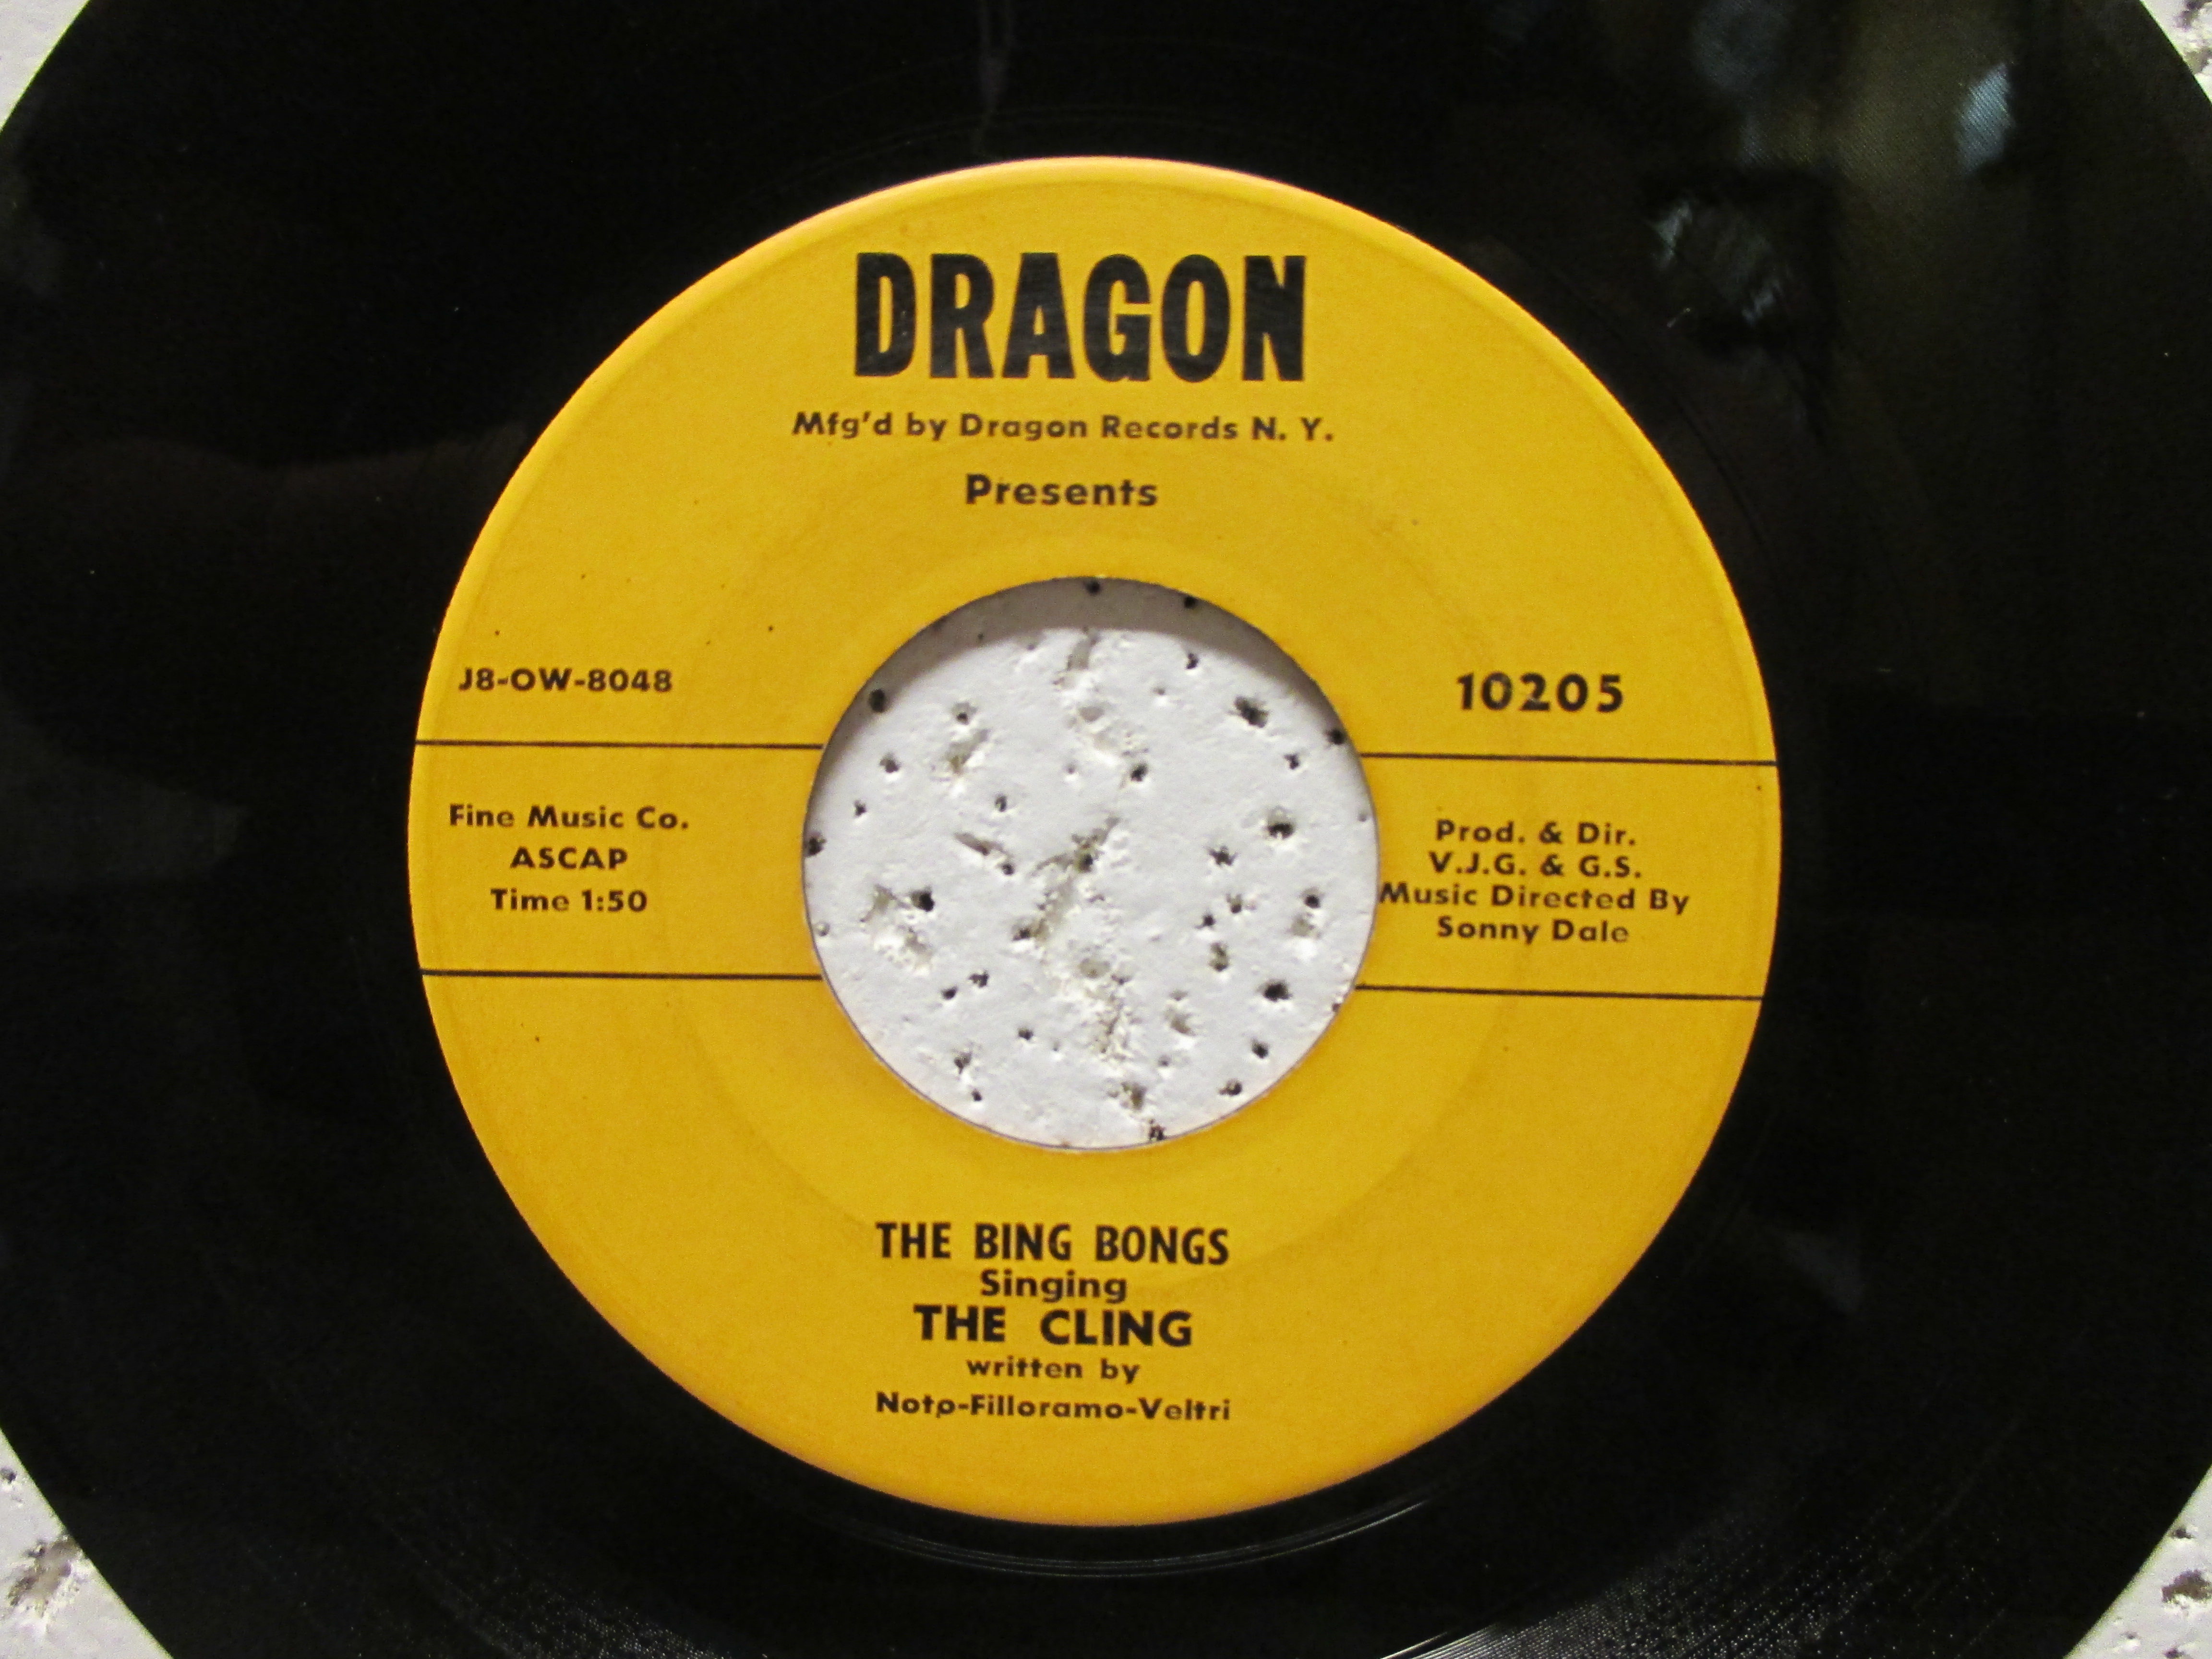 DRAGON
Mfg'd by Dragon Records N. Y.
Presents
J8-OW-8048
10205
Fine Music Co.
ASCAP
Time 1:50
Prod. & Dir.
V.J.G. & G.S.
Music Directed By
Sonny Dale
THE BING BONGS
Singing
THE CLING
written by
Noto-Filloramo-Veltri